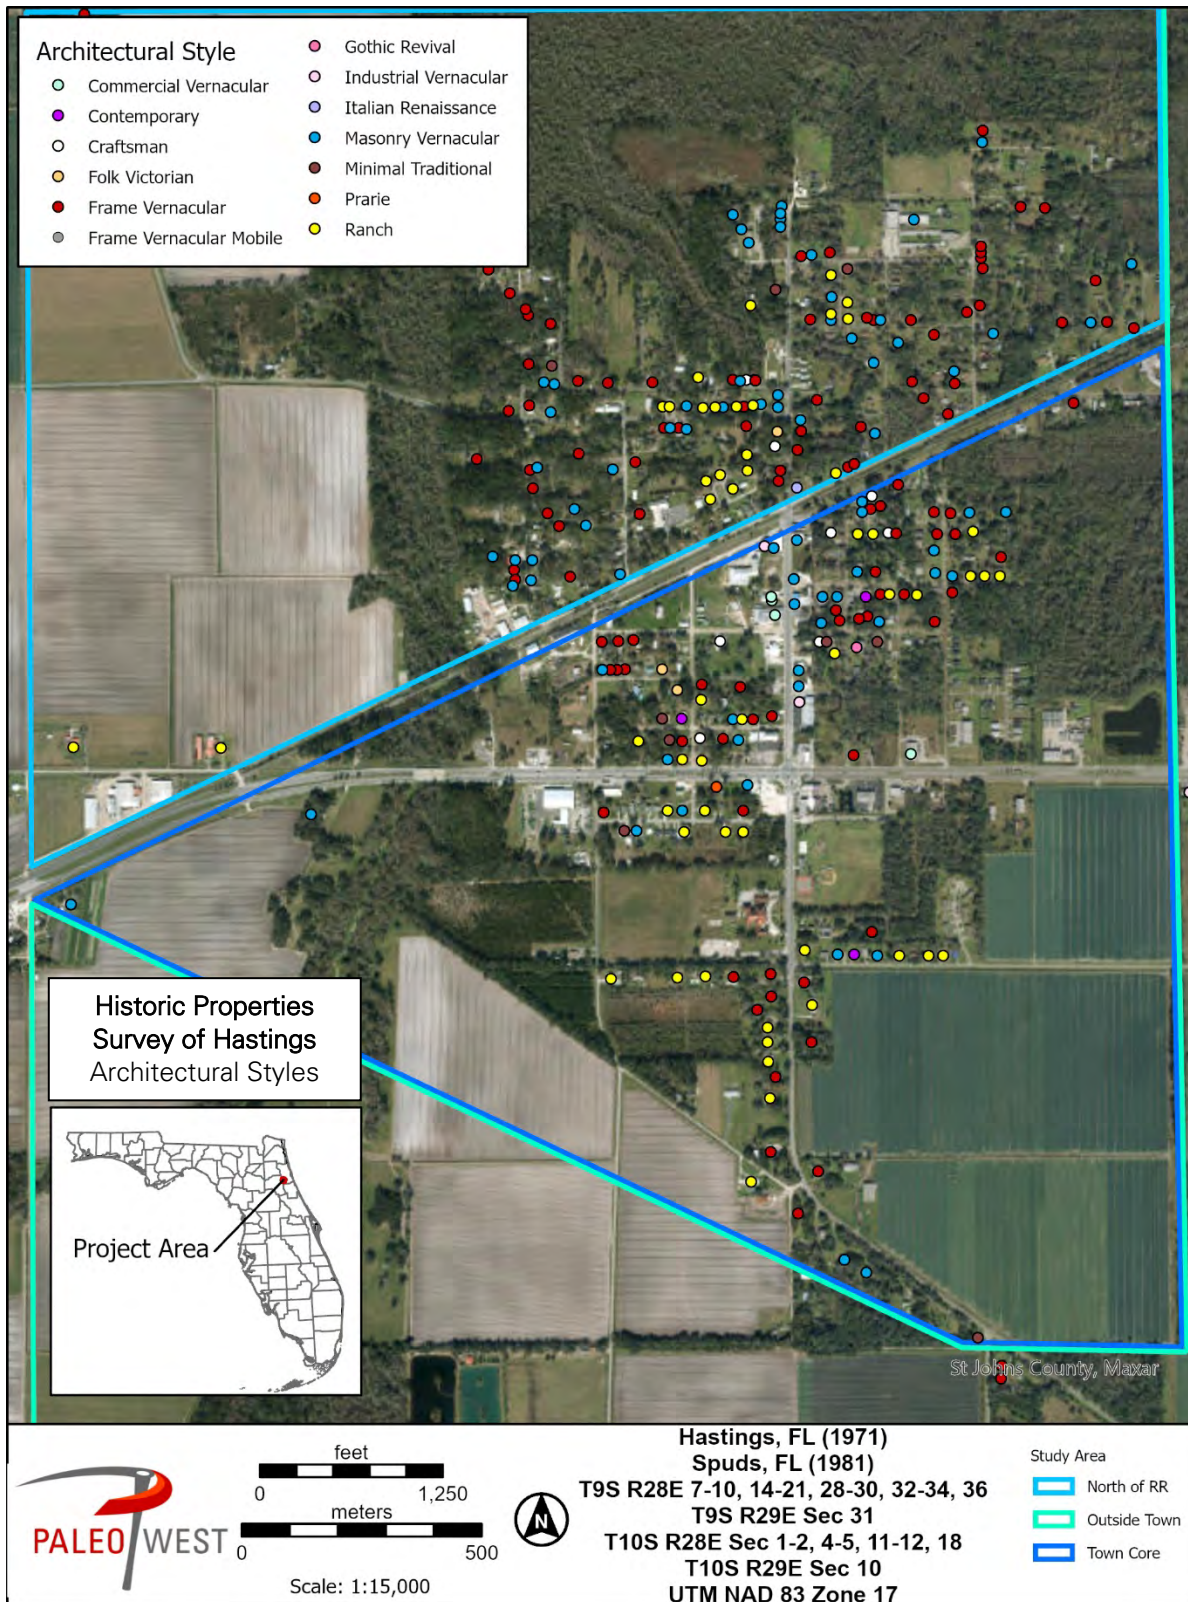 Architectural Style
Commercial Vernacular
Contemporary
Craftsman
Folk Victorian
Frame Vernacular
Frame Vernacular Mobile
Gothic Revival
Industrial Vernacular
Italian Renaissance
Masonry Vernacular
Minimal Traditional
Prarie
Ranch
Historic Properties
Survey of Hastings
Architectural Styles
Project Area
St Johns County, Maxar
PALEO WEST
feet
0 1,250
meters
0 500
Scale: 1:15,000
N
Hastings, FL (1971)
Spuds, FL (1981)
T9S R28E 7-10, 14-21, 28-30, 32-34, 36
T9S R29E Sec 31
T10S R28E Sec 1-2, 4-5, 11-12, 18
T10S R29E Sec 10
UTM NAD 83 Zone 17
Study Area
North of RR
Outside Town
Town Core